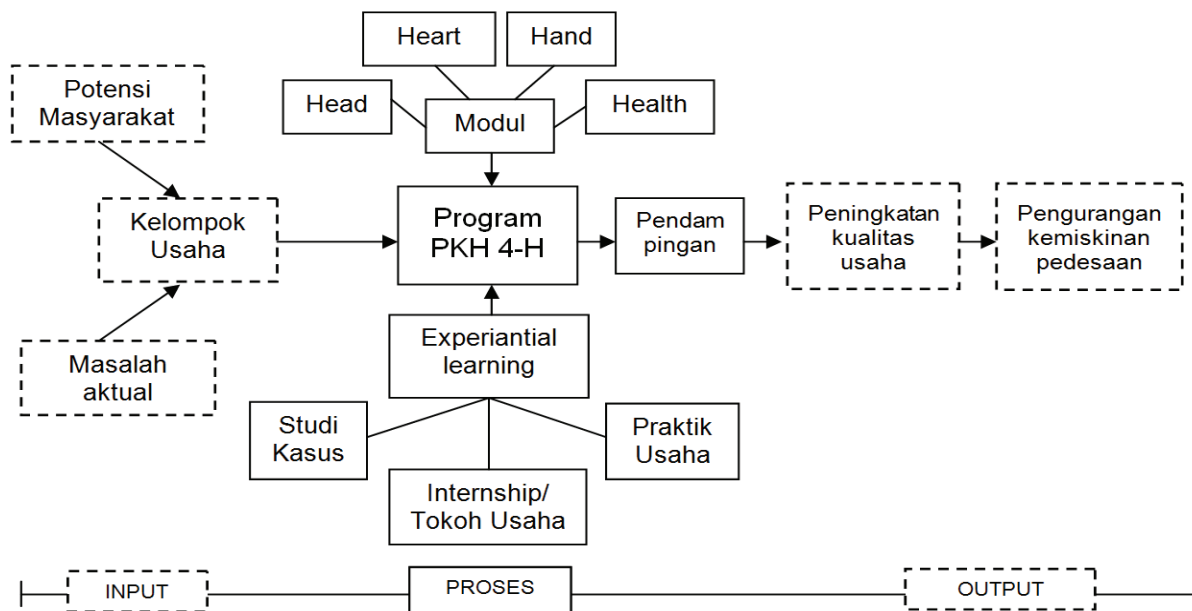 Heart
Hand
Head
Health
Modul
Potensi
Masyarakat
Kelompok
Usaha
Masalah
aktual
Program
PKH 4-H
Pendam
pingan
Peningkatan
kualitas
usaha
Pengurangan
kemiskinan
pedesaan
Experiantial
learning
Studi
Kasus
Internship/
Tokoh Usaha
Praktik
Usaha
INPUT
PROSES
OUTPUT